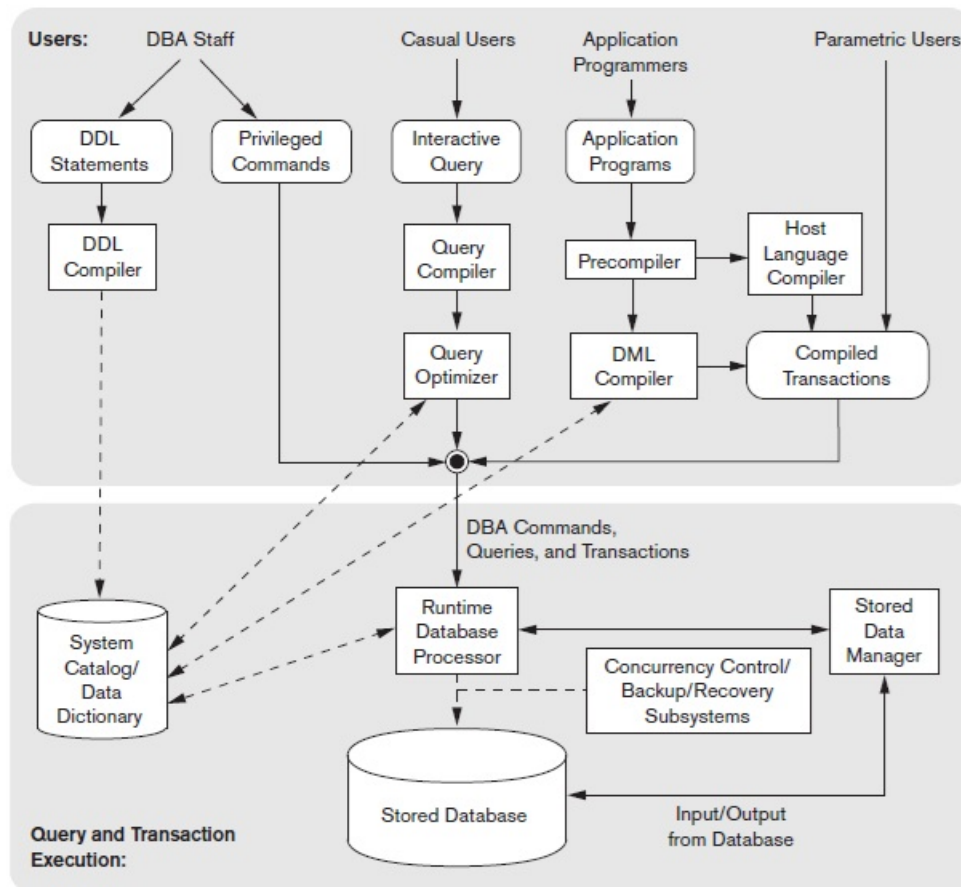 Users:
DBA Staff
Casual Users
Application
Programmers
Parametric Users
DDL
Statements
Privileged
Commands
Interactive
Query
Application
Programs
DDL
Compiler
Query
Compiler
Precompiler
Host
Language
Compiler
Query
Optimizer
DML
Compiler
Compiled
Transactions
DBA Commands,
Queries, and Transactions
System
Catalog/
Data
Dictionary
Runtime
Database
Processor
Stored
Data
Manager
Concurrency Control/
Backup/Recovery
Subsystems
Stored Database
Input/Output
from Database
Query and Transaction
Execution: